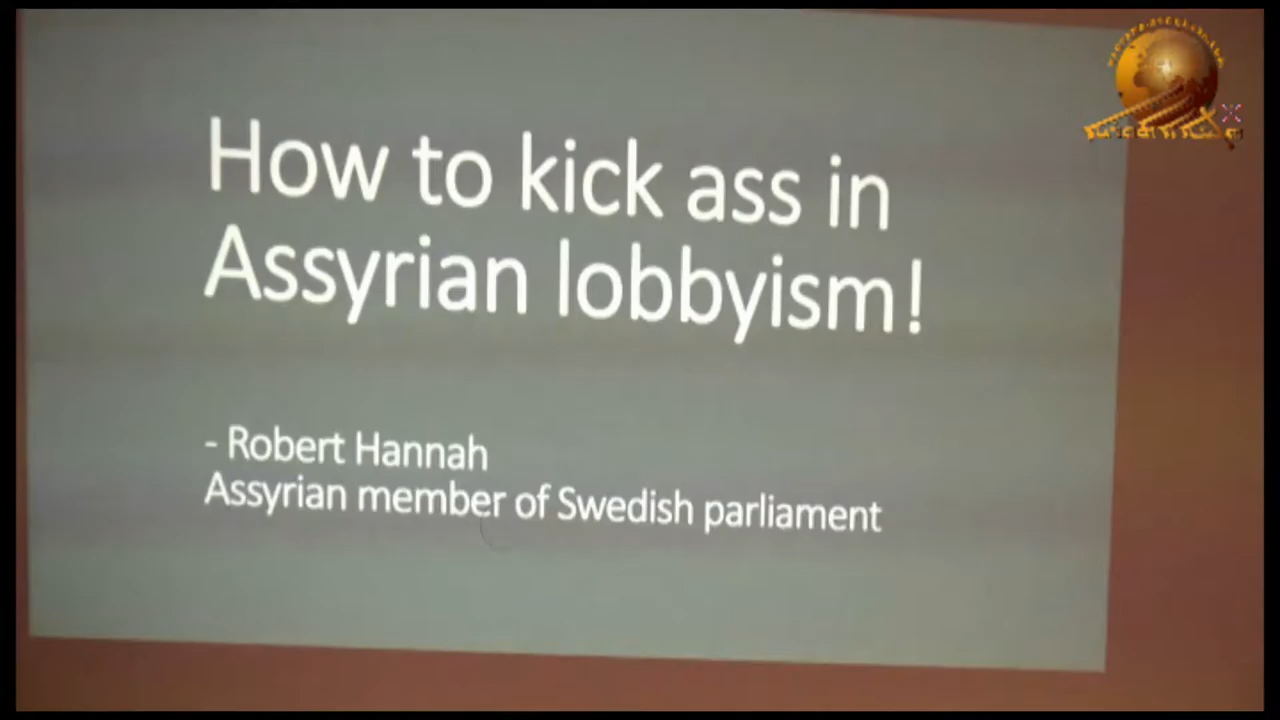 How to kick ass in
Assyrian lobbyism!
- Robert Hannah
Assyrian member of Swedish parliament